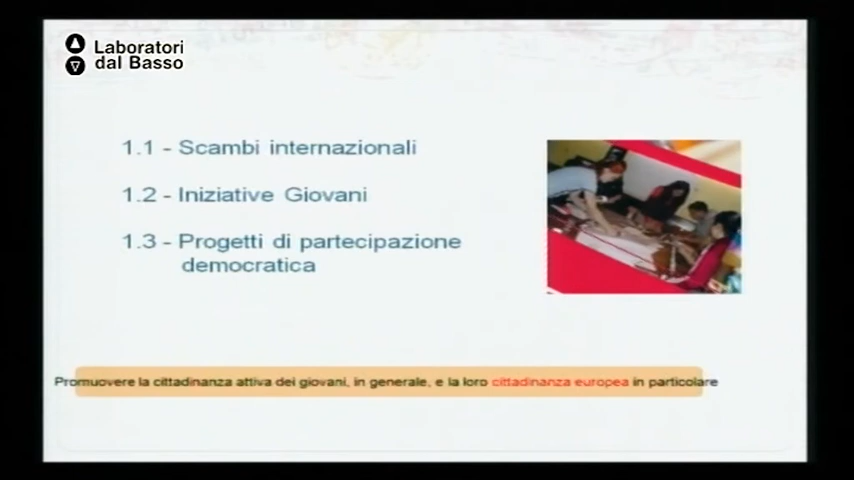 Laboratori
dal Basso
1.1 - Scambi internazionali
1.2 - Iniziative Giovani
1.3 - Progetti di partecipazione
democratica
Promuovere la cittadinanza attiva dei giovani, in generale, e la loro cittadinanza europea in particolare